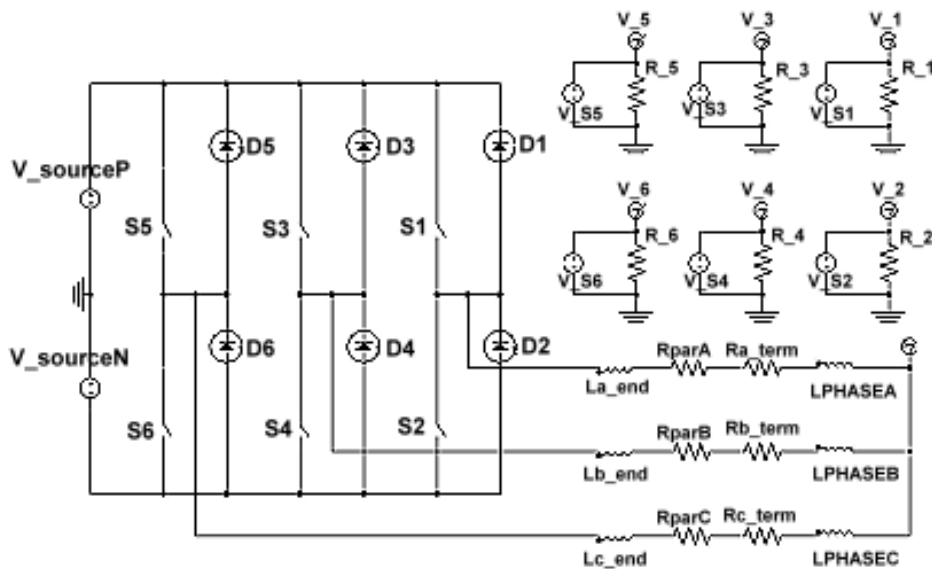 V_5 V_3 V_1
R_5 R_3 R_1
V_S5 V_S3 V_S1
D5 D3 D1
V_sourceP
S5 S3 S1
V_6 V_4 V_2
R_6 R_4 R_2
V_S6 V_S4 V_S2
V_sourceN
D6 D4 D2
RparA Ra_term
La_end LPHASEA
S6 S4 S2
RparB Rb_term
Lb_end LPHASEB
RparC Rc_term
Lc_end LPHASEC